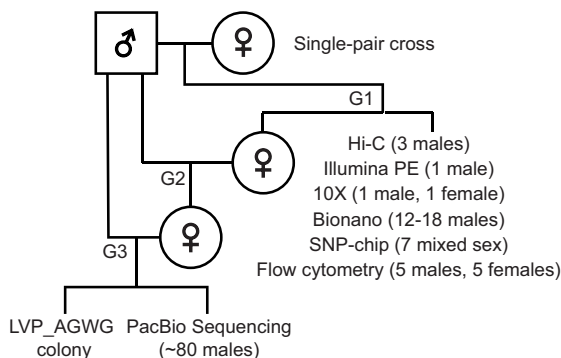 Single-pair cross
G1
Hi-C (3 males)
Illumina PE (1 male)
10X (1 male, 1 female)
Bionano (12-18 males)
SNP-chip (7 mixed sex)
Flow cytometry (5 males, 5 females)
G2
G3
LVP_AGWG
colony
PacBio Sequencing
(~80 males)